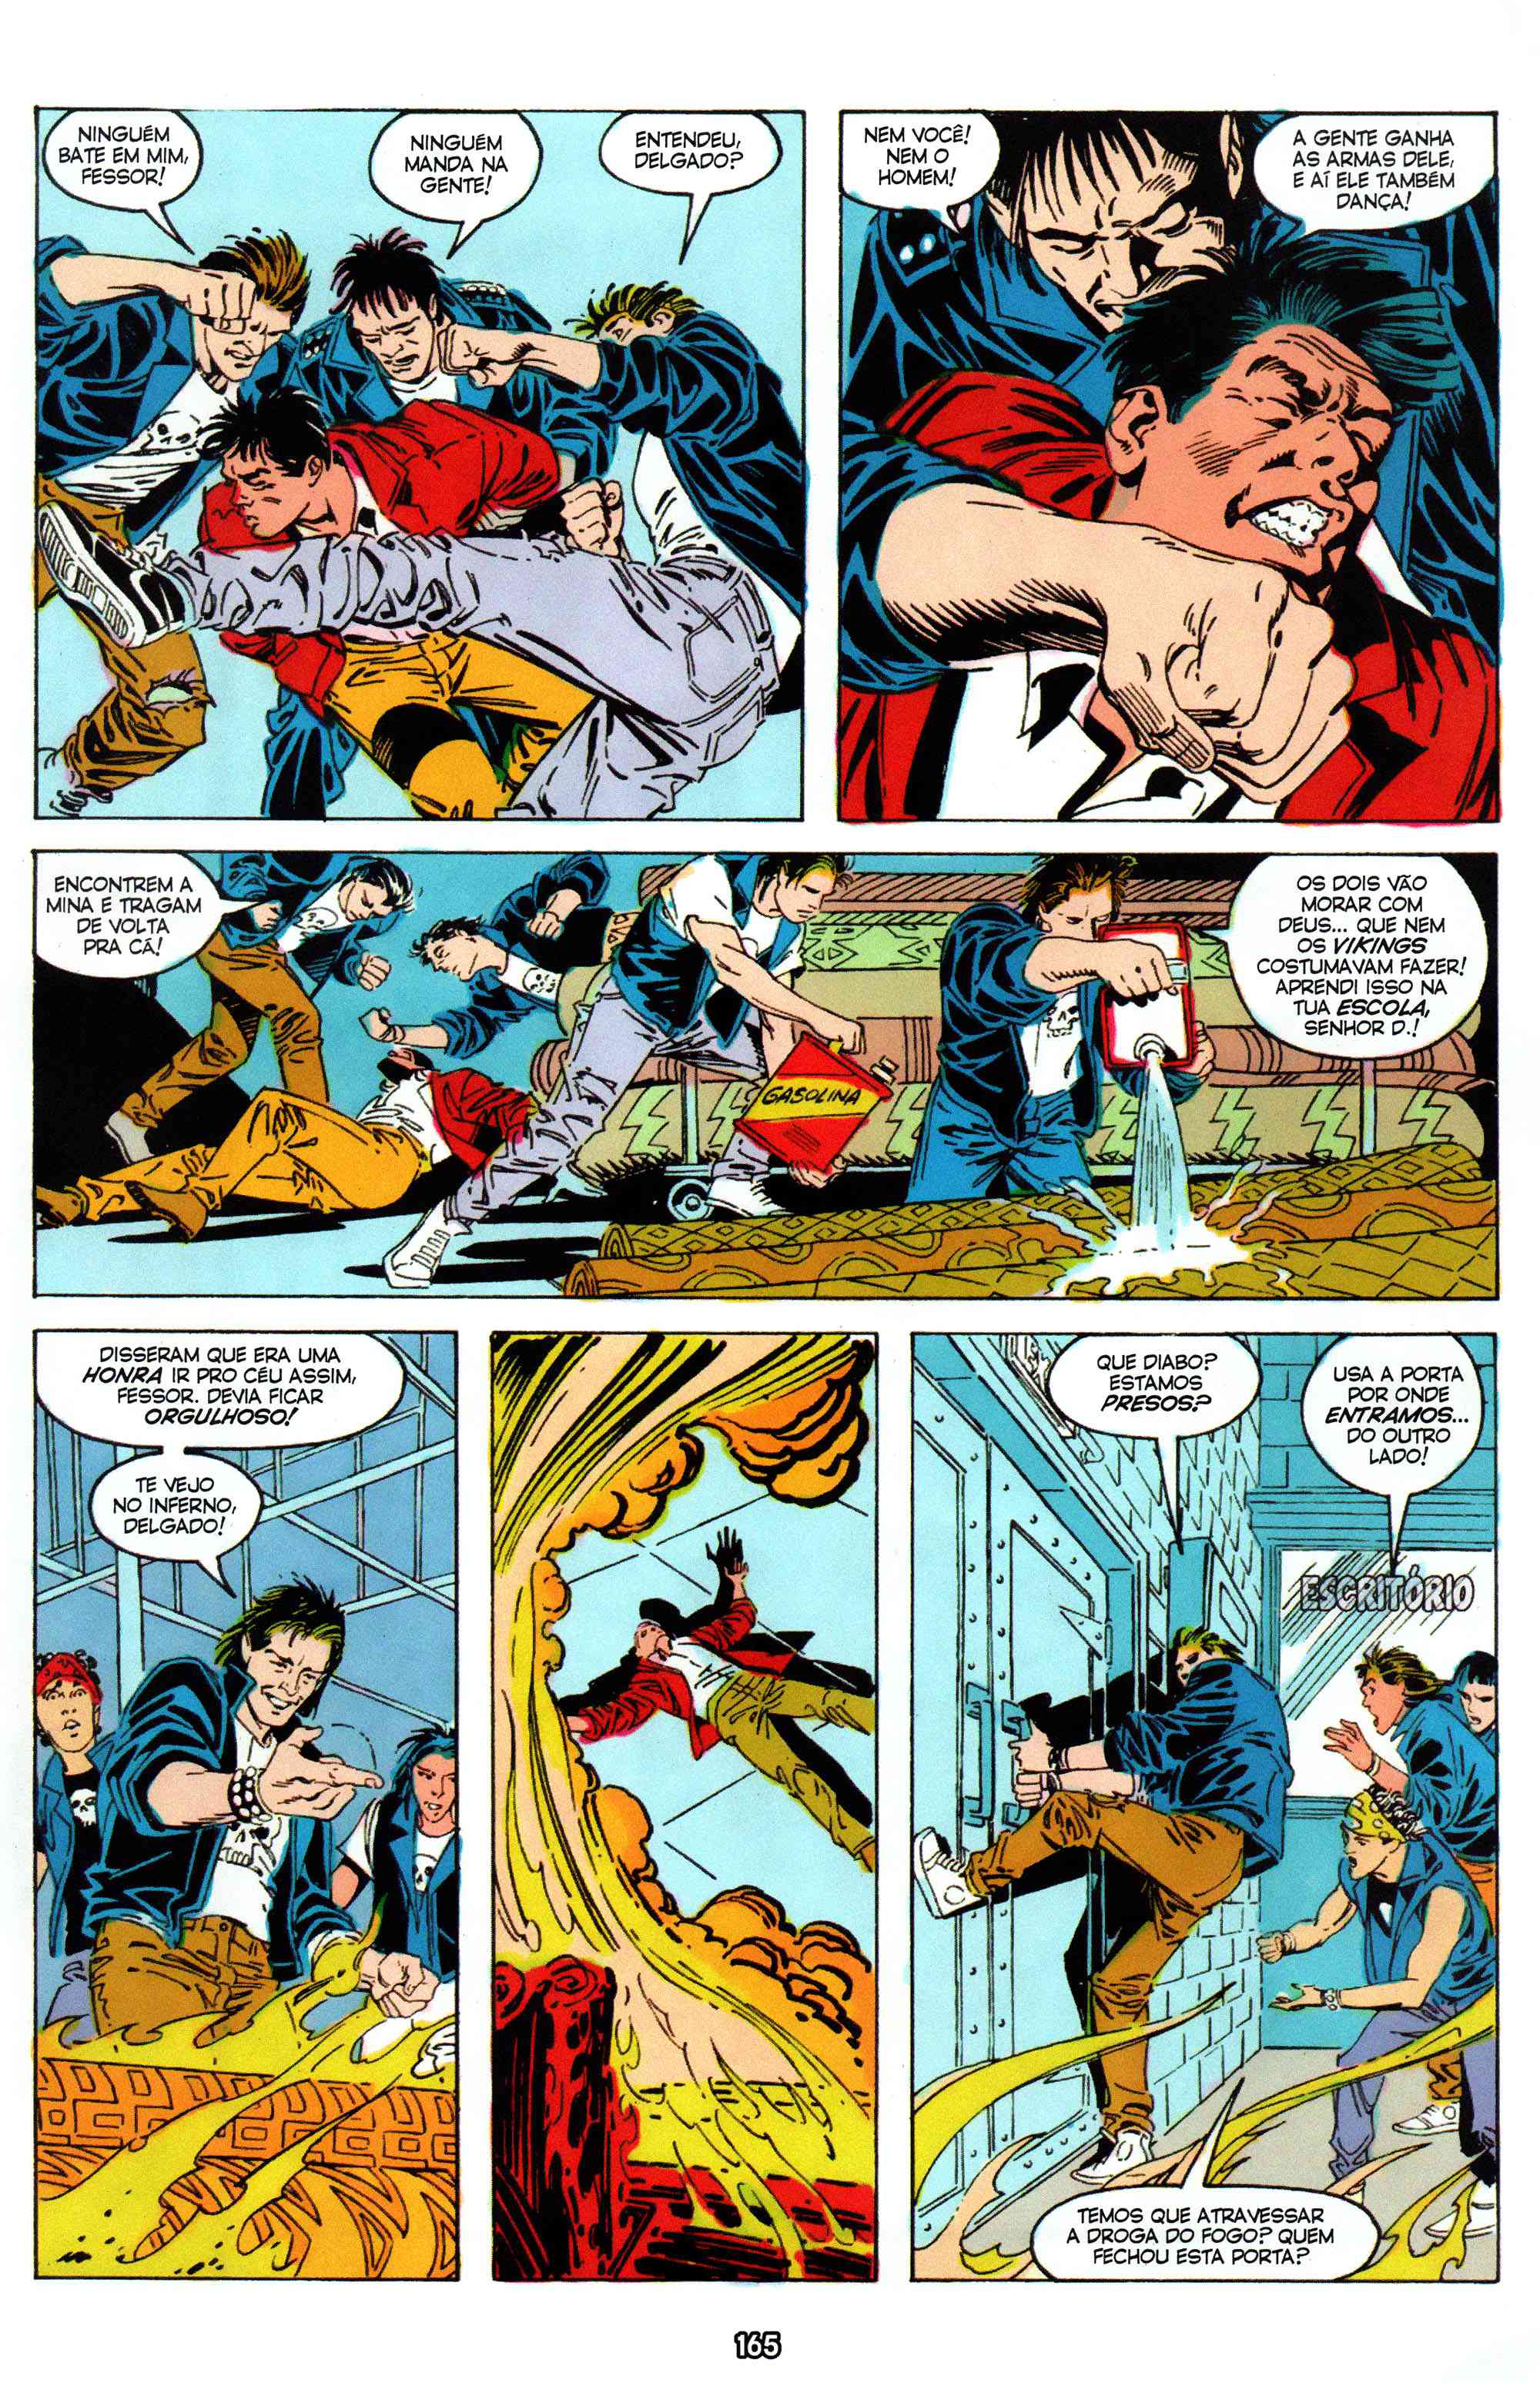 NINGUÉM
BATE EM MIM,
FESSOR!
NINGUÉM
MANDA NA
GENTE!
ENTENDEU,
DELGADO?
NEM VOCÊ!
NEM O
HOMEM!
A GENTE GANHA
AS ARMAS DELE,
E AÍ ELE TAMBÉM
DANÇA!
ENCONTREM A
MINA E TRAGAM
DE VOLTA
PRA CÁ!
GASOLINA
OS DOIS VÃO
MORAR COM
DEUS... QUE NEM
OS VIKINGS
COSTUMAVAM FAZER!
APRENDI ISSO NA
TUA ESCOLA,
SENHOR D.!
DISSERAM QUE ERA UMA
HONRA IR PRO CÉU ASSIM,
FESSOR. DEVIA FICAR
ORGULHOSO!
TE VEJO
NO INFERNO,
DELGADO!
QUE DIABO?
ESTAMOS
PRESOS?
USA A PORTA
POR ONDE
ENTRAMOS...
DO OUTRO
LADO!
ESCRITÓRIO
TEMOS QUE ATRAVESSAR
A DROGA DO FOGO? QUEM
FECHOU ESTA PORTA?
165